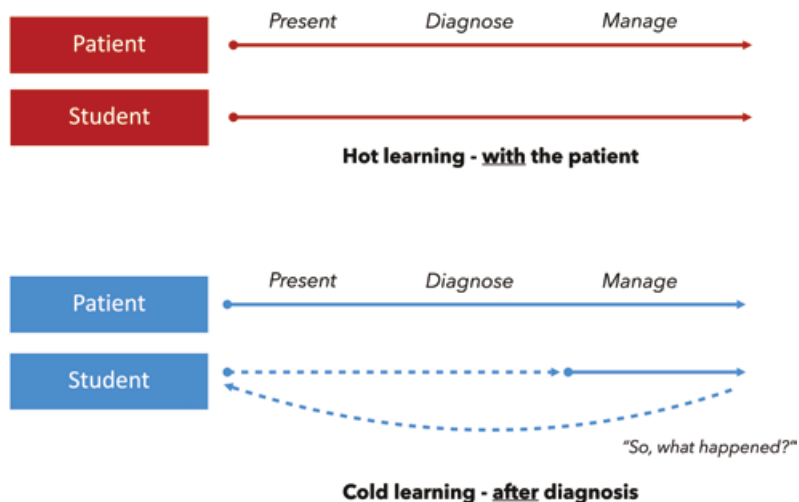 Present Diagnose Manage
Patient
Student
Hot learning - with the patient
Present Diagnose Manage
Patient
Student
“So, what happened?'”
Cold learning - after diagnosis